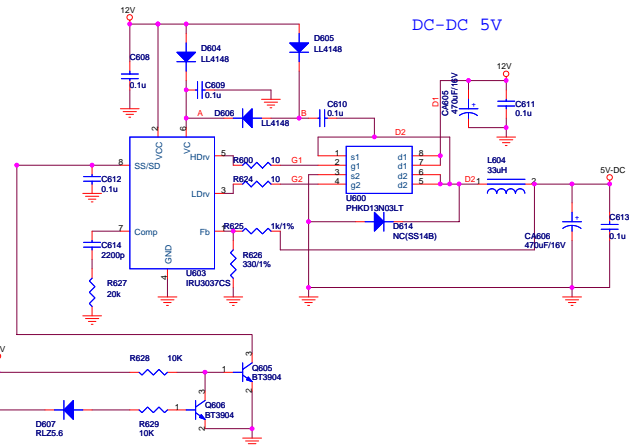 DC-DC 5V
12V
D605
LL4148
D604
LL4148
C608
0.1u
C609
0.1u
A
D606
LL4148
B
C610
0.1u
12V
D1
CA605
470uF/16V
C611
0.1u
D2
2
VCC
6
VC
8
SS/SD
HDrv
5
R600
10
G1
1
s1
d1
8
2
g1
d1
7
3
s2
d2
6
4
g2
d2
5
LDrv
3
R624
10
G2
U600
PHKD13N03LT
D2
1
L604
33uH
2
5V-DC
C612
0.1u
7
Comp
Fb
R625
1k/1%
D614
NC(SS14B)
CA606
470uF/16V
C613
0.1u
C614
2200p
GND
4
R626
330/1%
U603
IRU3037CS
R627
20k
V
R628
10K
1
3
Q605
BT3904
2
D607
RLZ5.6
R629
10K
1
3
Q606
BT3904
2